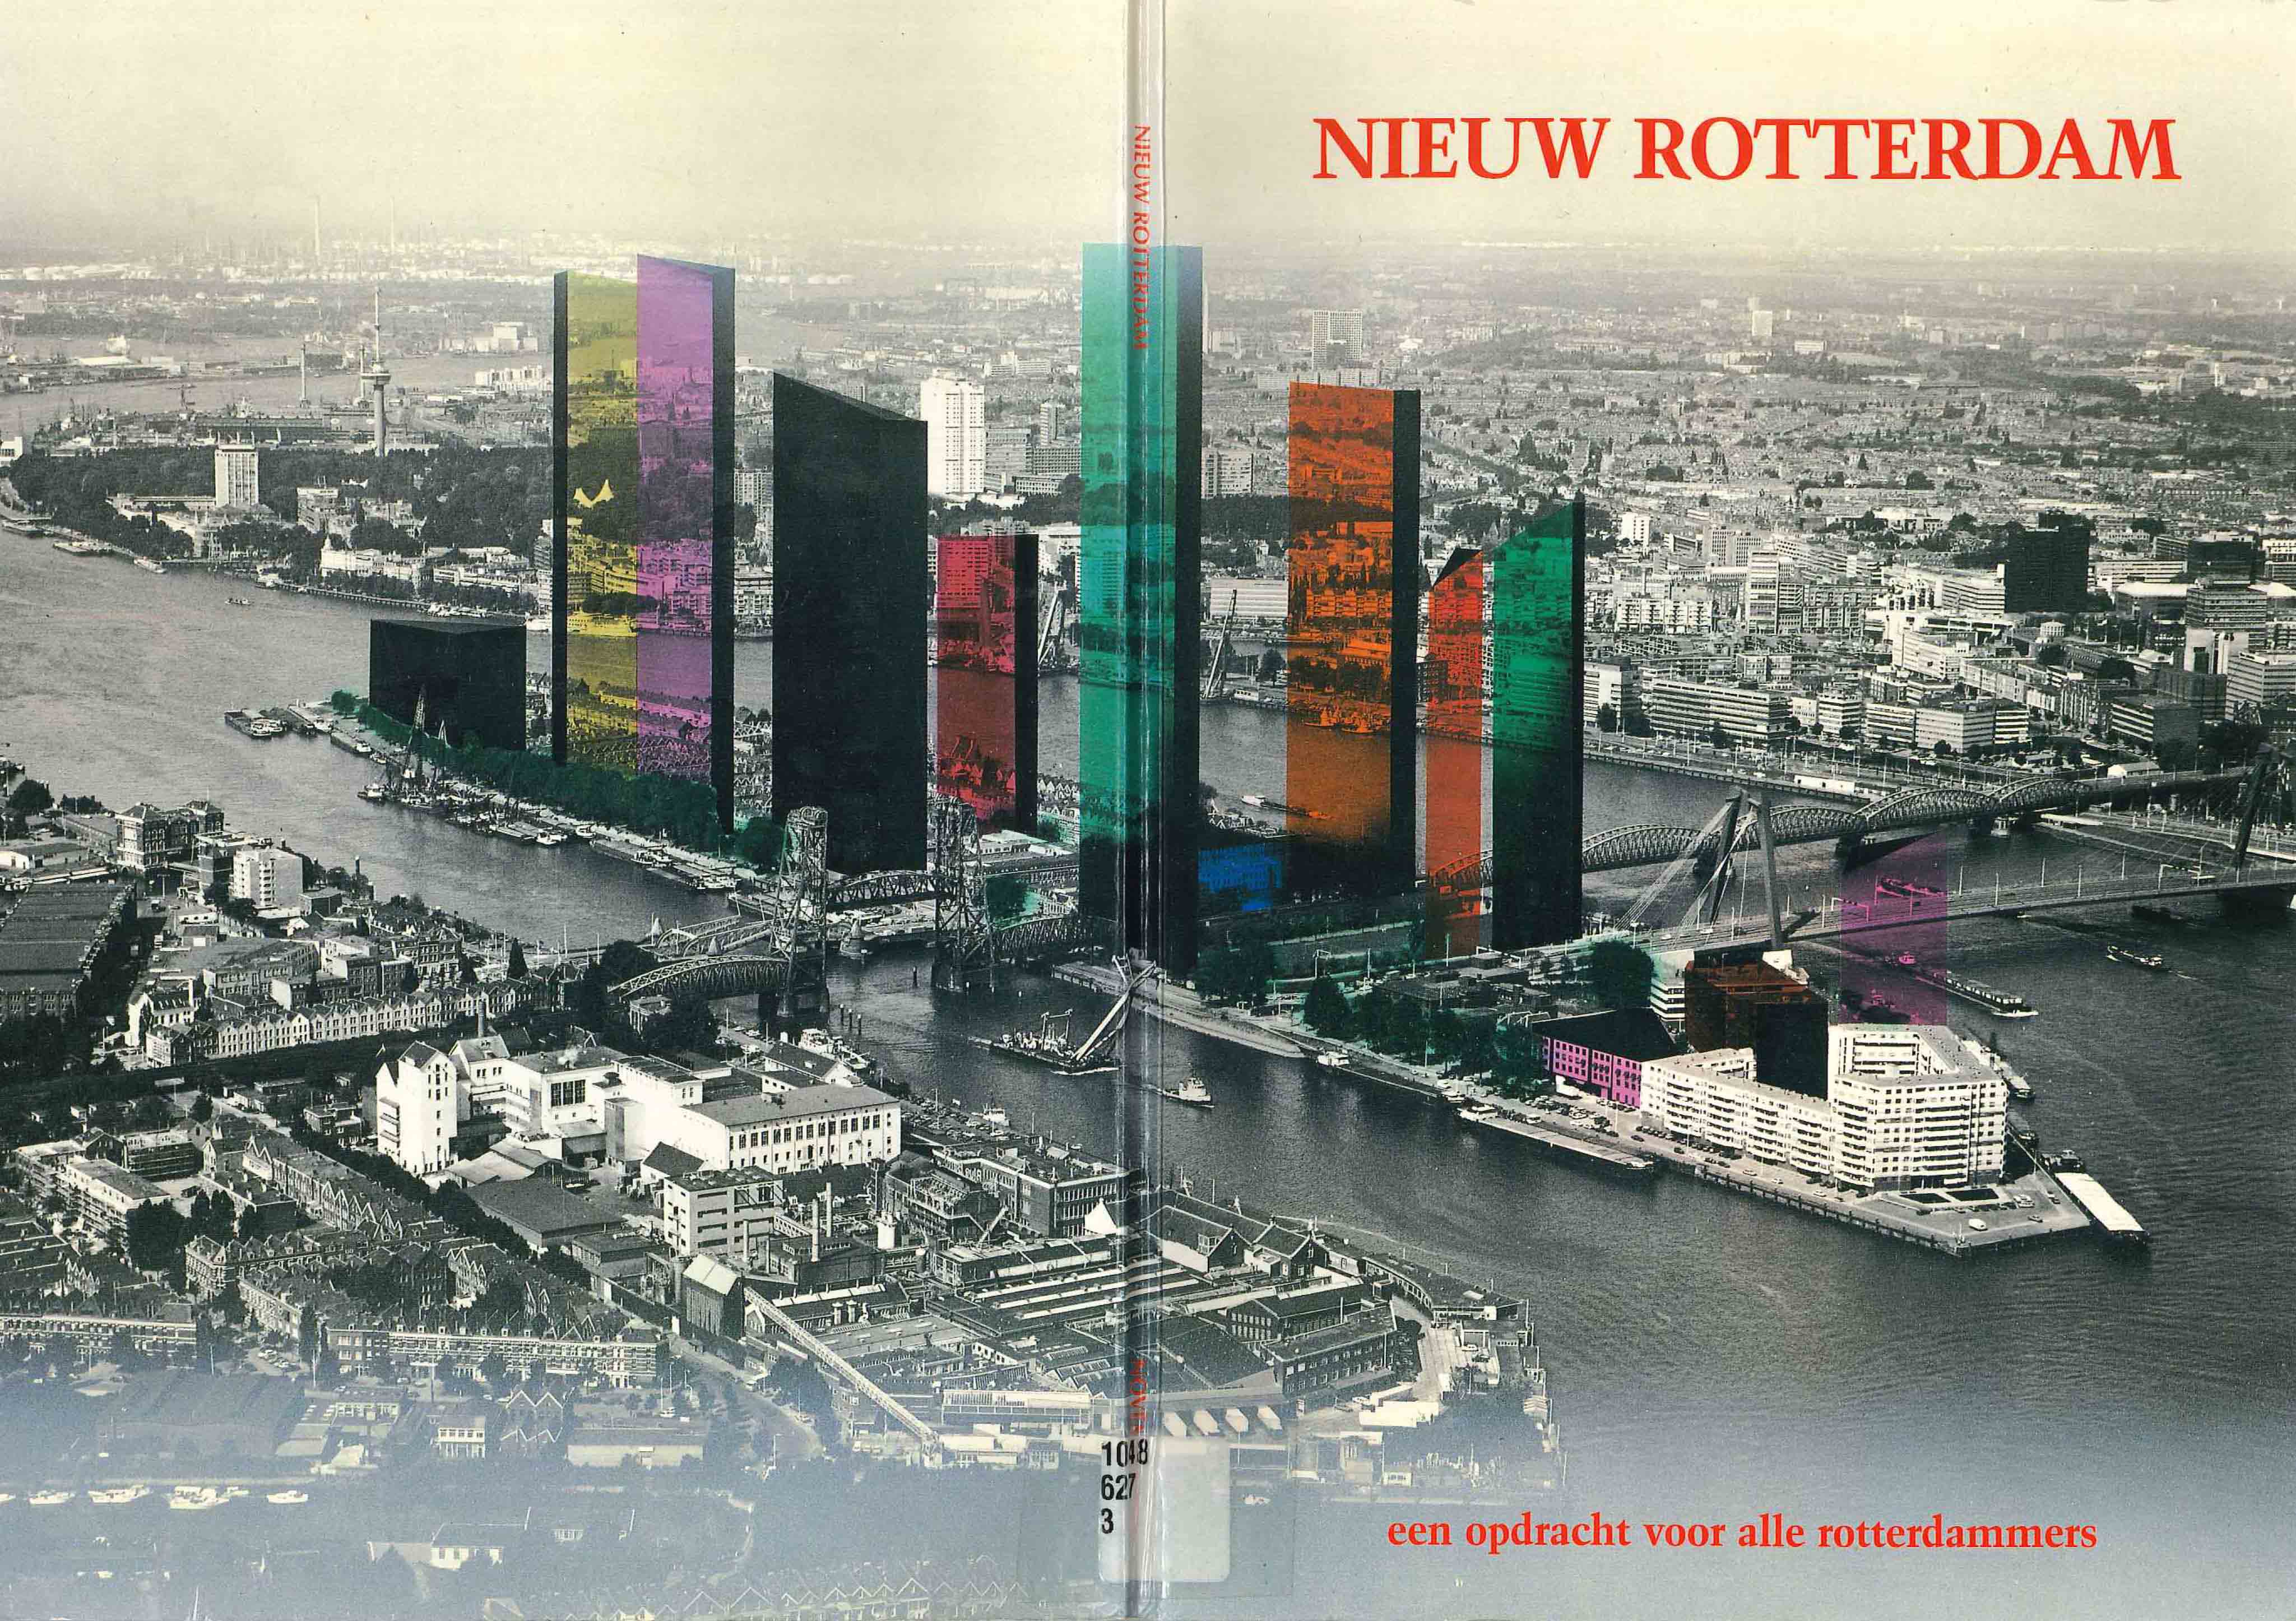 NIEUW ROTTERDAM
NIEUW ROTTERDAM
1048
627
3
een opdracht voor alle rotterdammers